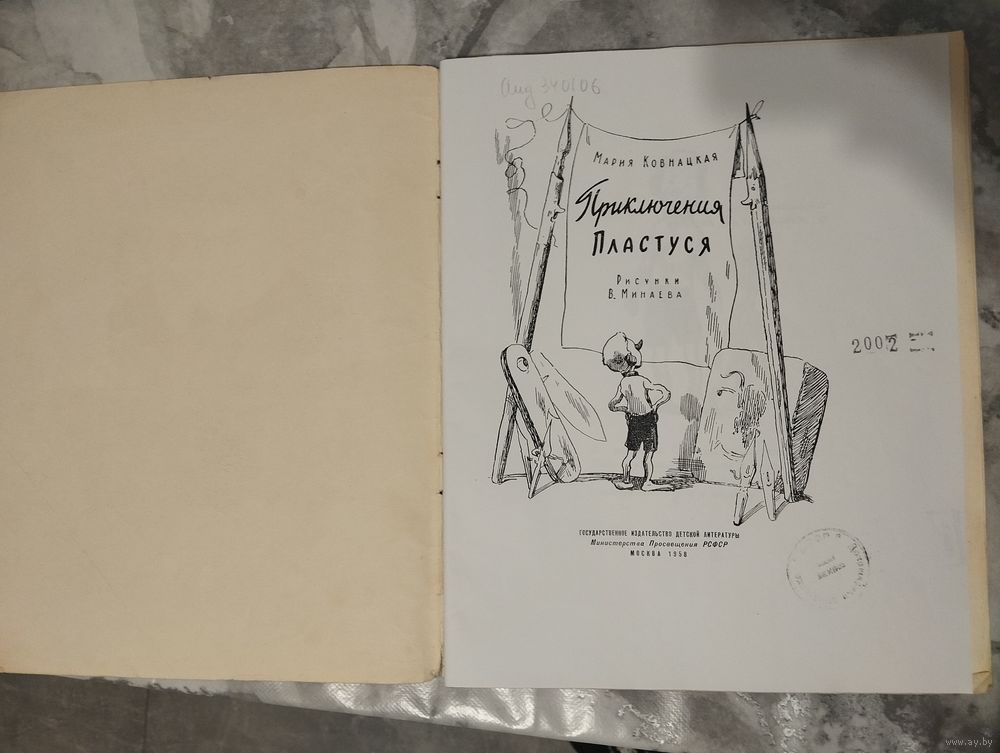 340106
Мария Ковнацкая
Приключения
Пластуся
Рисунки
В. Минаева
2002
ГОСУДАРСТВЕННОЕ ИЗДАТЕЛЬСТВО ДЕТСКОЙ ЛИТЕРАТУРЫ
Министерства Просвещения РСФСР
МОСКВА 1958
www.ay.by